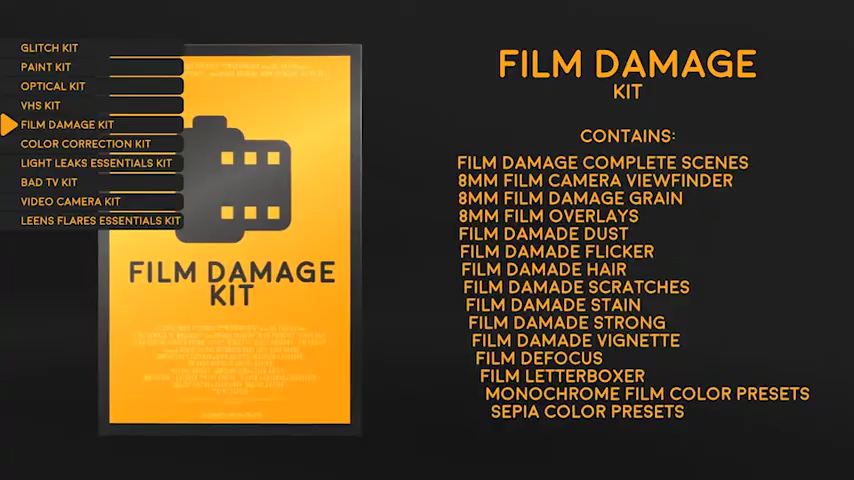 GLITCH KIT
PAINT KIT
OPTICAL KIT
VHS KIT
FILM DAMAGE KIT
COLOR CORRECTION KIT
LIGHT LEAKS ESSENTIALS KIT
BAD TV KIT
VIDEO CAMERA KIT
LEENS FLARES ESSENTIALS KIT
FILM DAMAGE
KIT
FILM DAMAGE
KIT
CONTAINS:
FILM DAMAGE COMPLETE SCENES
8MM FILM CAMERA VIEWFINDER
8MM FILM DAMAGE GRAIN
8MM FILM OVERLAYS
FILM DAMADE DUST
FILM DAMADE FLICKER
FILM DAMADE HAIR
FILM DAMADE SCRATCHES
FILM DAMADE STAIN
FILM DAMADE STRONG
FILM DAMADE VIGNETTE
FILM DEFOCUS
FILM LETTERBOXER
MONOCHROME FILM COLOR PRESETS
SEPIA COLOR PRESETS